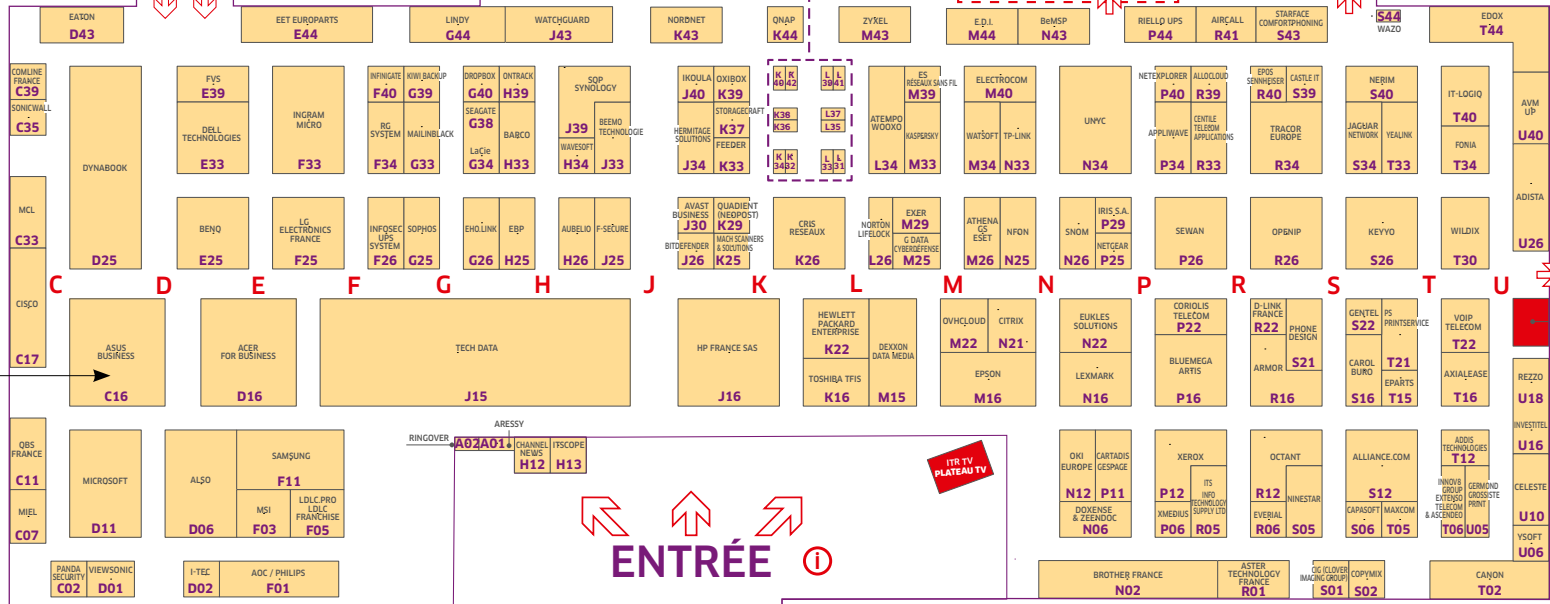 EATON
D43
EET EUROPARTS
E44
LINDY
G44
WATCHGUARD
J43
NORDNET
K43
QNAP
K44
ZYXEL
M43
E.D.I.
M44
BeMSP
N43
RIELLO UPS
P44
AIRCALL
R41
STARFACE
COMFORTPHONING
S43
S44
WAZO
EDOX
T44
COMLINE
FRANCE
C39
SONICWALL
C35
DYNABOOK
D25
FVS
E39
DELL
TECHNOLOGIES
E33
INGRAM
MICRO
F33
INFINIGATE
F40
KIWI BACKUP
G39
RG
SYSTEM
F34
MAILINBLACK
G33
DROPBOX
G40
ONTRACK
H39
SEAGATE
G38
LaCie
G34
BARCO
H33
SQP
SYNOLOGY
J39
WAVESOFT
H34
BEEMO
TECHNOLOGIE
J33
IKOULA
J40
OXIBOX
K39
HERMITAGE
SOLUTIONS
J34
STORAGECRAFT
K37
FEEDER
K33
K
40
K
42
L
39
L
41
K38
K36
L37
L35
K
34
K
32
L
33
L
31
ATEMPO
WOOXO
L34
ES
RÉSEAUX SANS FIL
M39
KASPERSKY
M33
ELECTROCOM
M40
WATSOFT
M34
TP-LINK
N33
UNYC
N34
NETEXPLORER
P40
ALLOCLOUD
R39
APPLIWAVE
P34
CENTILE
TELECOM
APPLICATIONS
R33
EPOS
SENNHEISER
R40
CASTLE IT
S39
TRACOR
EUROPE
R34
NERIM
S40
JAGUAR
NETWORK
S34
YEALINK
T33
IT-LOGIQ
T40
FONIA
T34
AVM
UP
U40
ADISTA
U26
MCL
C33
CISCO
C17
BENQ
E25
LG
ELECTRONICS
FRANCE
F25
INFOSEC
UPS
SYSTEM
F26
SOPHOS
G25
EHO.LINK
G26
EBP
H25
AUBELIO
H26
F-SECURE
J25
AVAST
BUSINESS
J30
QUADIENT
(NEOPOST)
K29
BITDEFENDER
J26
MACH SCANNERS
& SOLUTIONS
K25
CRIS
RESEAUX
K26
NORTON
LIFELOCK
L26
EXER
M29
G DATA
CYBERDEFENSE
M25
ATHENA
GS
ESET
M26
NFON
N25
SNOM
N26
IRIS S.A.
P29
NETGEAR
P25
SEWAN
P26
OPENIP
R26
KEYYO
S26
WILDIX
T30
C D E F G H J K L M N P R S T U
ASUS
BUSINESS
C16
ACER
FOR BUSINESS
D16
TECH DATA
J15
HP FRANCE SAS
J16
HEWLETT
PACKARD
ENTERPRISE
K22
TOSHIBA TFIS
K16
DEXXON
DATA MEDIA
M15
OVHCLOUD
M22
CITRIX
N21
EPSON
M16
EUKLES
SOLUTIONS
N22
LEXMARK
N16
CORIOLIS
TELECOM
P22
BLUEMEGA
ARTIS
P16
D-LINK
FRANCE
R22
PHONE
DESIGN
S21
ARMOR
R16
GENTEL
S22
PS
PRINTSERVICE
T21
CAROL
BURO
S16
EPARTS
T15
VOIP
TELECOM
T22
AXIALEASE
T16
REZZO
U18
INVESTITEL
U16
QBS
FRANCE
C11
MIEL
C07
MICROSOFT
D11
ALSO
D06
SAMSUNG
F11
MSI
F03
LDLC.PRO
LDLC
FRANCHISE
F05
RINGOVER
A02
ARESSY
A01
CHANNEL
NEWS
H12
ITSCOPE
H13
ITR TV
PLATEAU TV
OKI
EUROPE
N12
CARTADIS
GESPAGE
P11
DOXENSE
& ZEENDOC
N06
XEROX
P12
ITS
INFO
TECHNOLOGY
SUPPLY LTD
R05
XMEDIUS
P06
OCTANT
R12
NINESTAR
S05
EVERIAL
R06
ALLIANCE.COM
S12
CAPASOFT
S06
MAXCOM
T05
ADDIS
TECHNOLOGIES
T12
INNOVB
GROUP
EXTENSO
TELECOM
& ASCENDEO
T06
GERMOND
GROSSISTE
PRINT !
U05
CELESTE
U10
YSOFT
U06
PANDA
SECURITY
C02
VIEWSONIC
D01
I-TEC
D02
AOC / PHILIPS
F01
ENTRÉE
i
BROTHER FRANCE
N02
ASTER
TECHNOLOGY
FRANCE
R01
CIG (CLOVER
IMAGING GROUP)
S01
COPYMIX
S02
CANON
T02